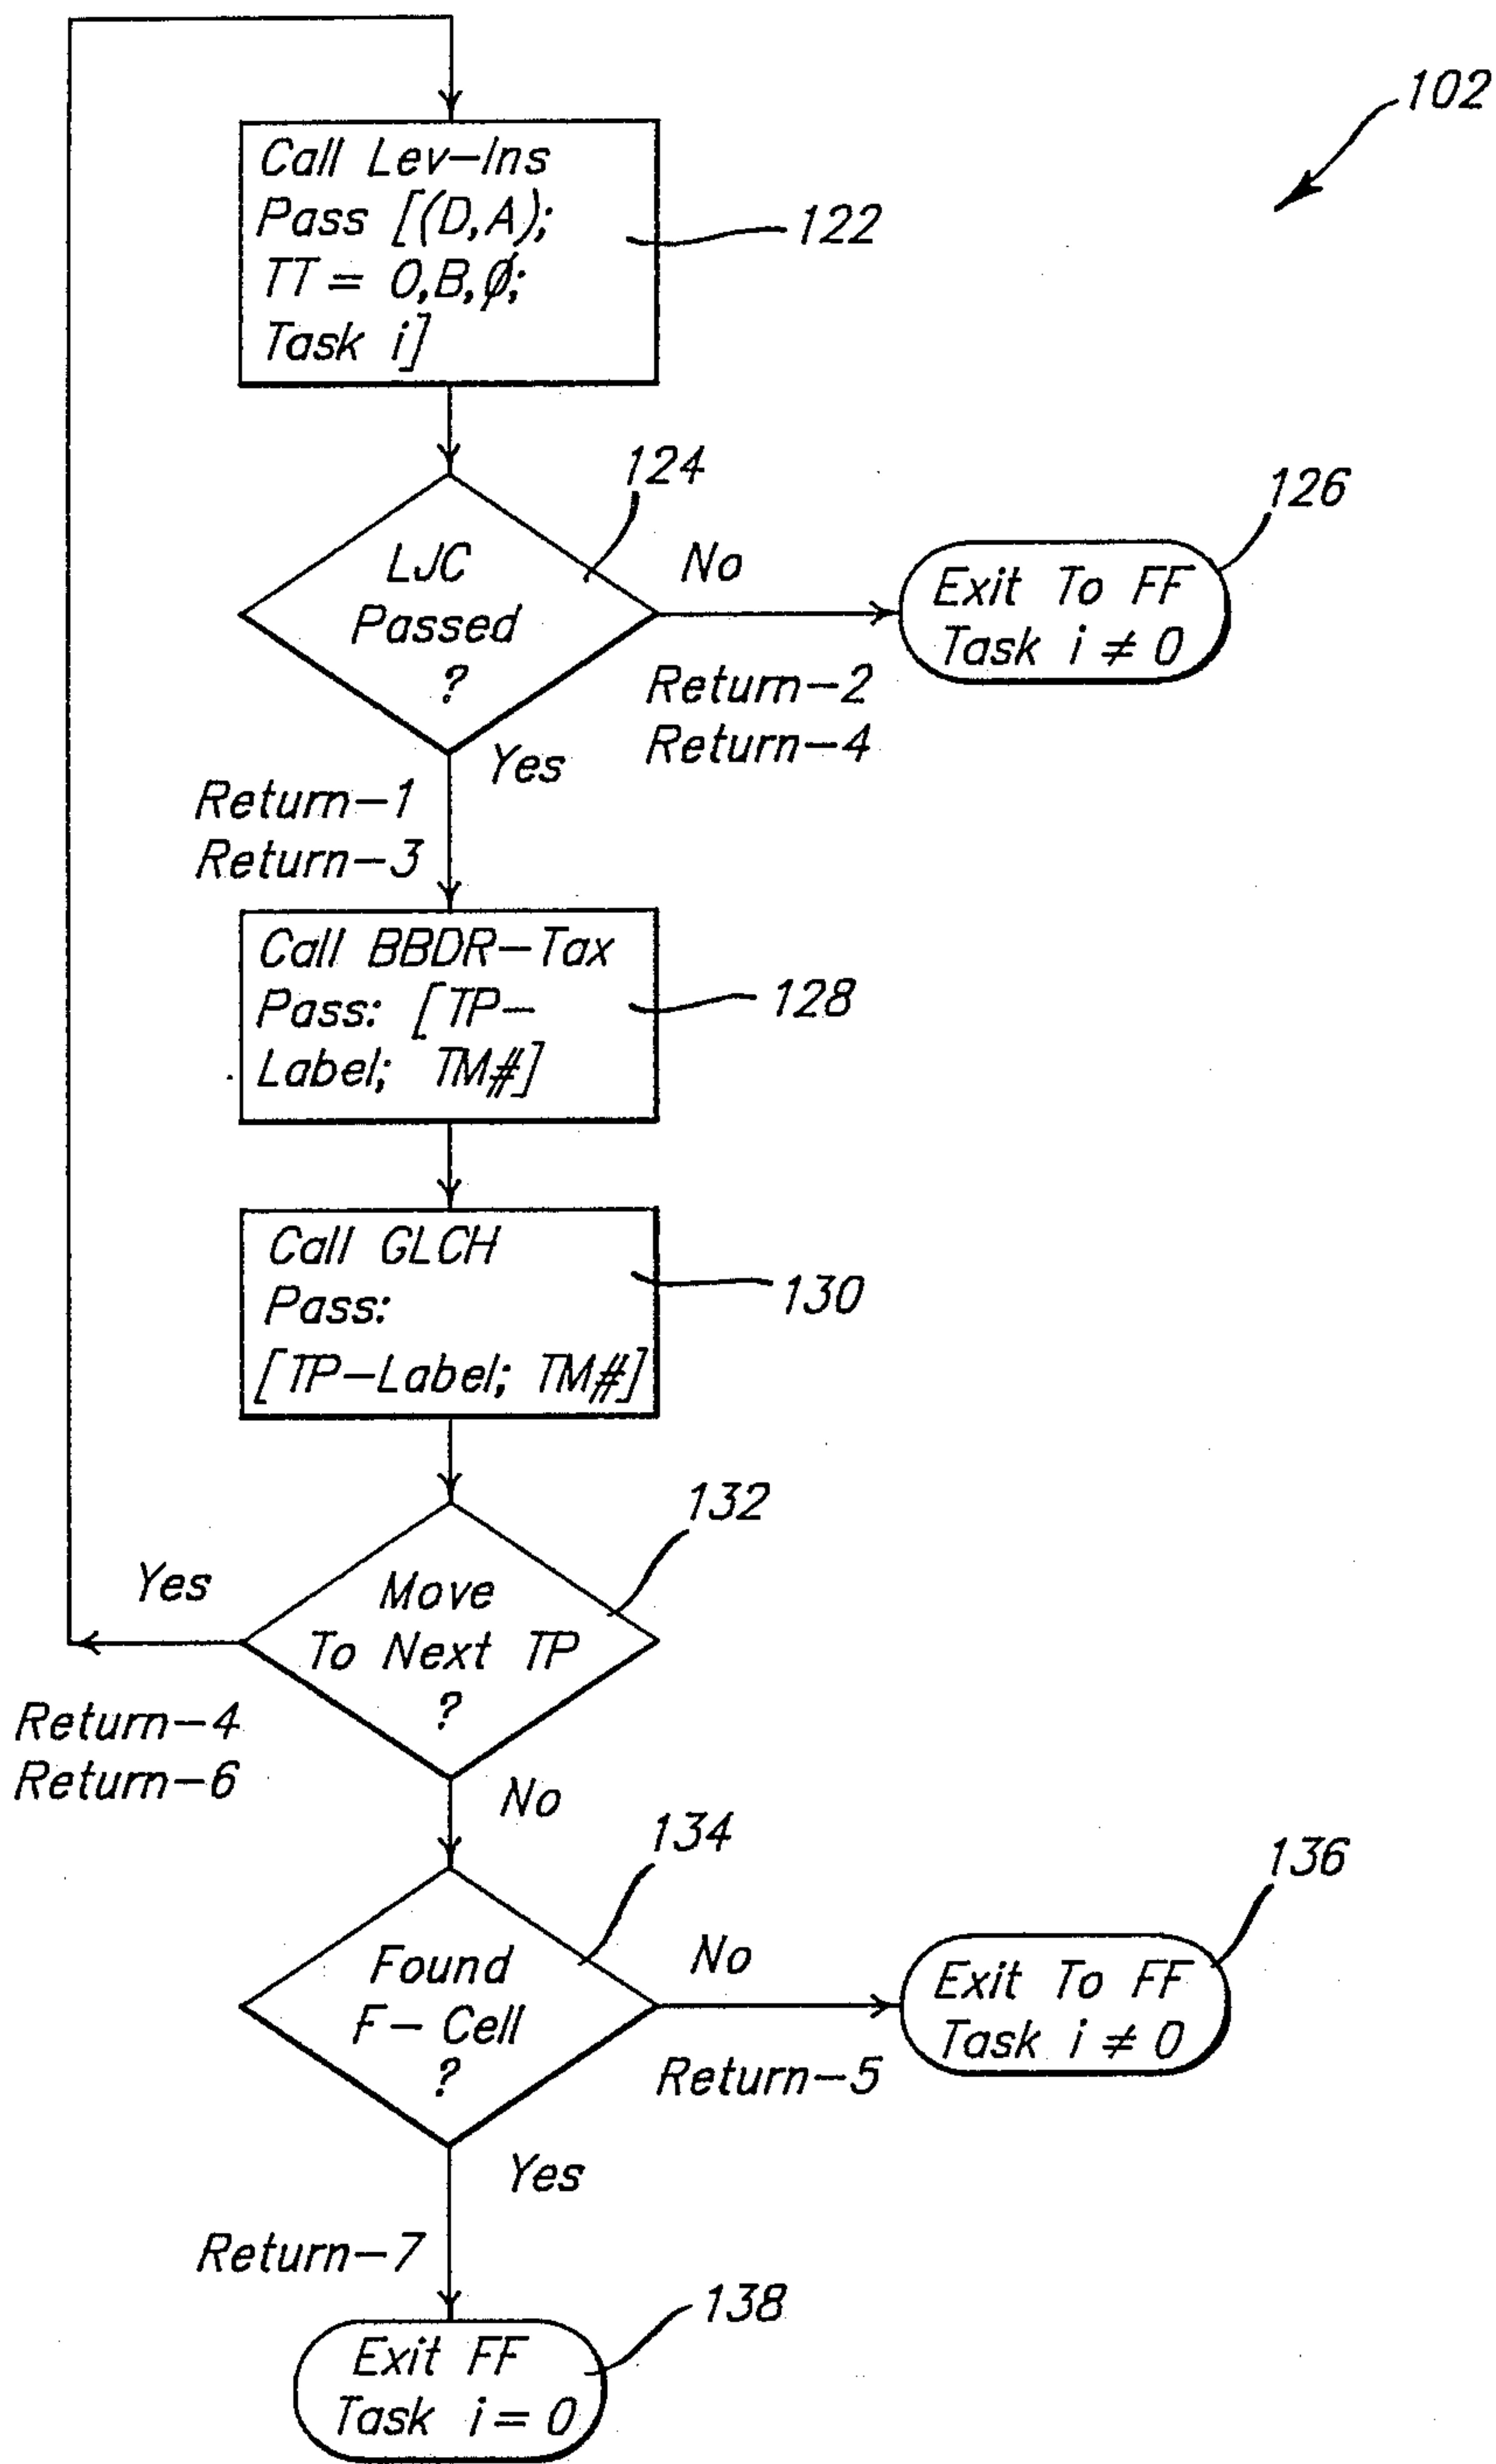 102
Call Lev-Ins
Pass [(D,A);
TT = 0,B,Ø;
Task i]
122
124
LJC
Passed
?
No
Return-2
Return-4
126
Exit To FF
Task i ≠ 0
Yes
Return-1
Return-3
Call BBDR-Tax
Pass: [TP-
Label; TM#]
128
Call GLCH
Pass:
[TP-Label; TM#]
130
132
Move
To Next TP
?
Yes
Return-4
Return-6
No
134
Found
F-Cell
?
No
Return-5
136
Exit To FF
Task i ≠ 0
Yes
Return-7
138
Exit FF
Task i = 0